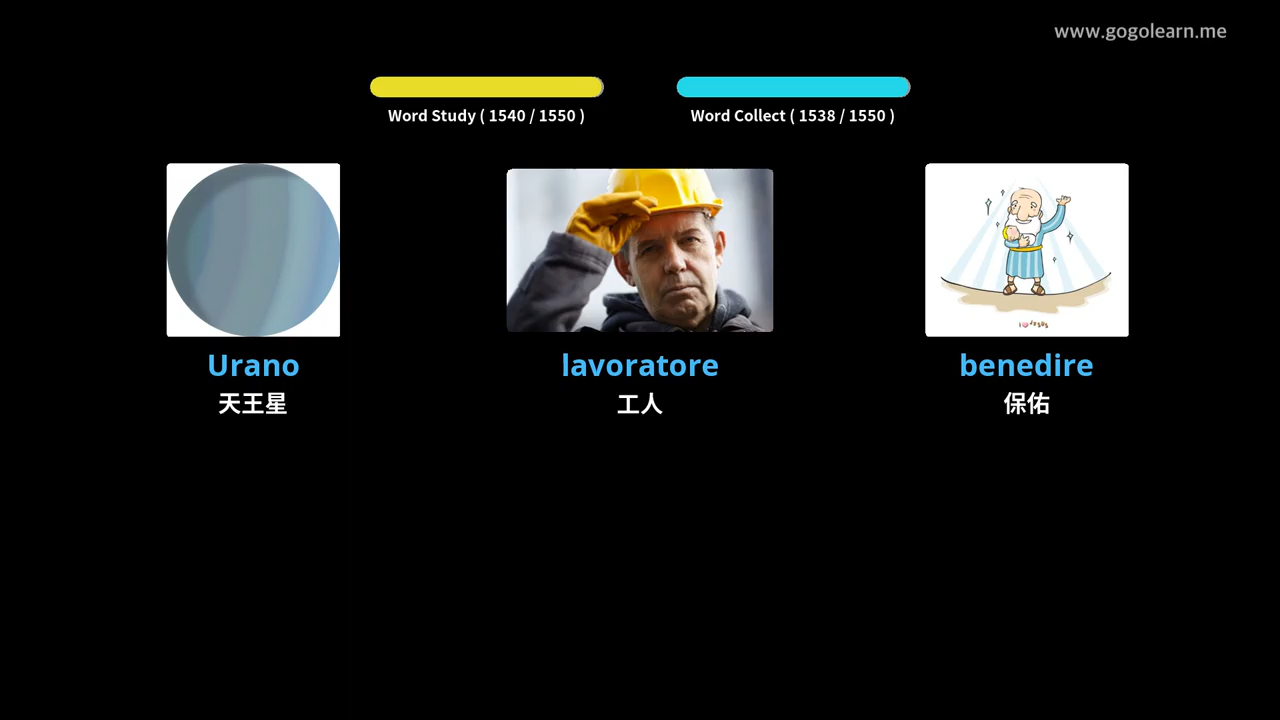 www.gogolearn.me
Word Study ( 1540 / 1550 )
Word Collect ( 1538 / 1550 )
I JESUS
Urano
lavoratore
benedire
天王星
工人
保佑